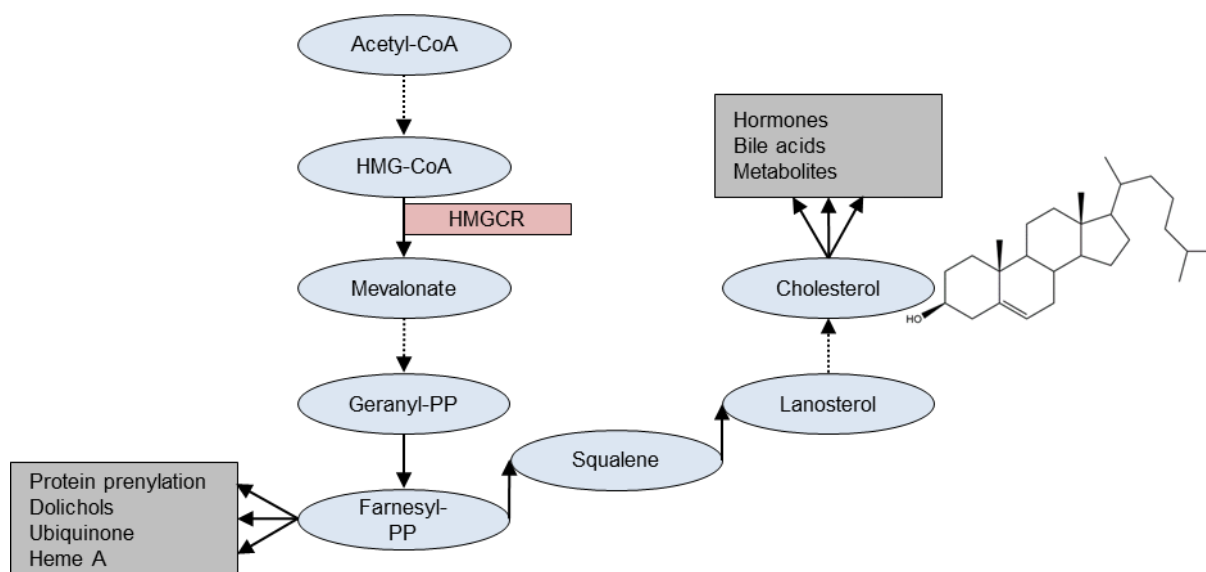 Acetyl-CoA
HMG-CoA
HMGCR
Mevalonate
Geranyl-PP
Farnesyl-
PP
Protein prenylation
Dolichols
Ubiquinone
Heme A
Squalene
Lanosterol
Cholesterol
Hormones
Bile acids
Metabolites
HO